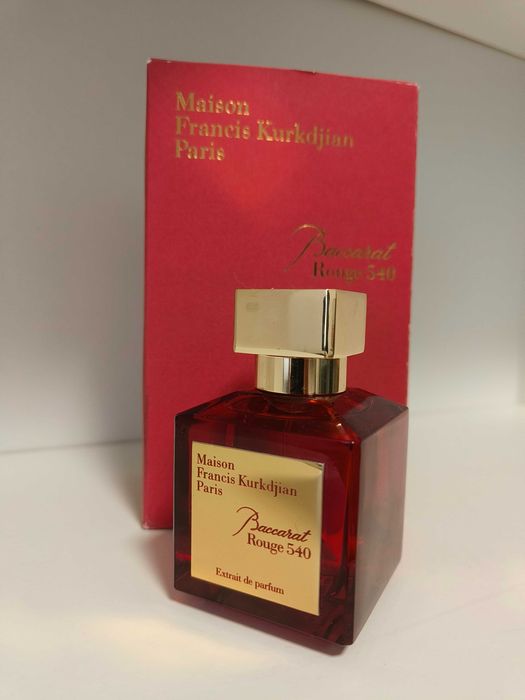 Maison
Francis Kurkdjian
Paris
Baccarat
Rouge 540
Maison
Francis Kurkdjian
Paris
Baccarat
Rouge 540
Extrait de parfum